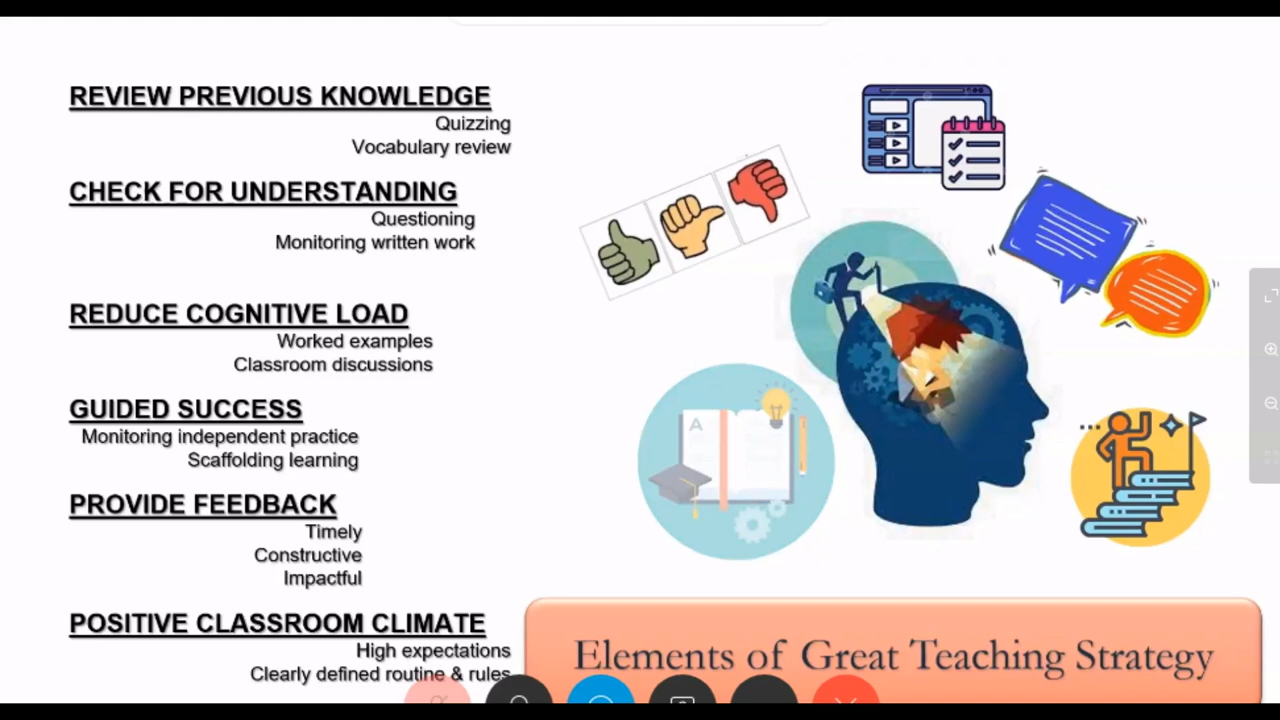 REVIEW PREVIOUS KNOWLEDGE
Quizzing
Vocabulary review
CHECK FOR UNDERSTANDING
Questioning
Monitoring written work
REDUCE COGNITIVE LOAD
Worked examples
Classroom discussions
GUIDED SUCCESS
Monitoring independent practice
Scaffolding learning
PROVIDE FEEDBACK
Timely
Constructive
Impactful
POSITIVE CLASSROOM CLIMATE
High expectations
Clearly defined routine & rules
A
Elements of Great Teaching Strategy